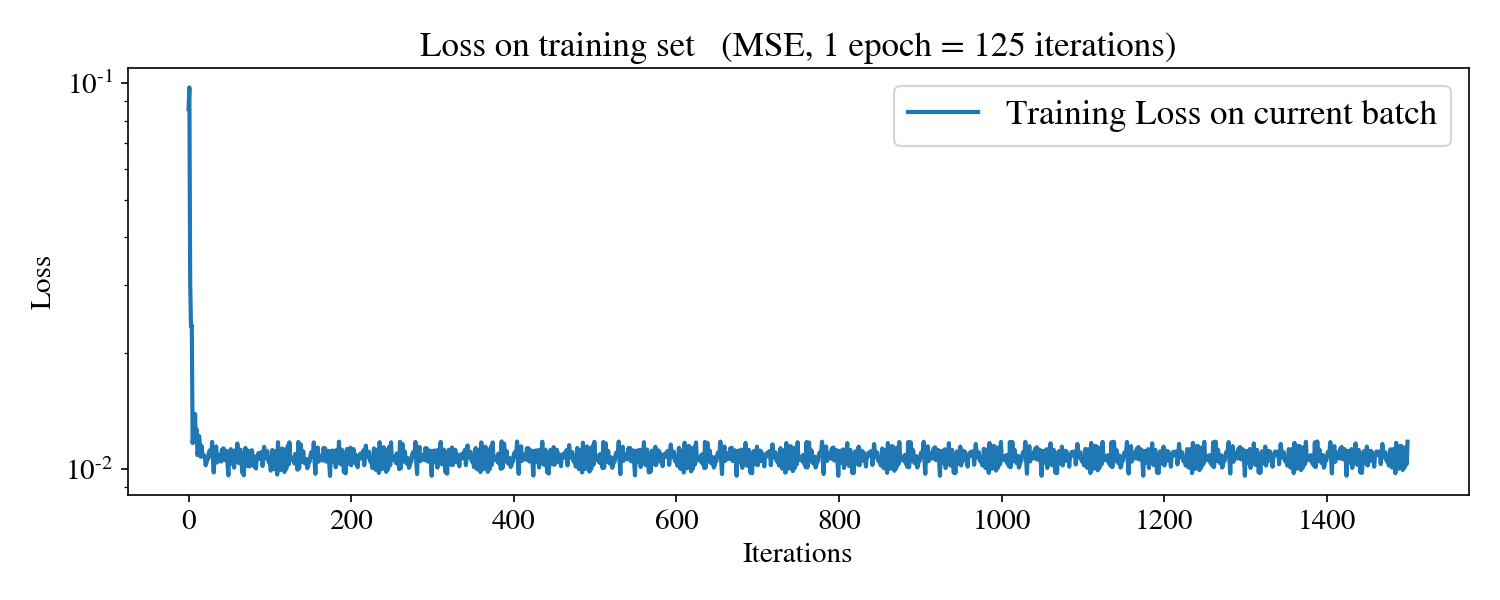 Loss on training set (MSE, 1 epoch = 125 iterations)
Training Loss on current batch
10^-1
10^-2
Loss
0 200 400 600 800 1000 1200 1400
Iterations